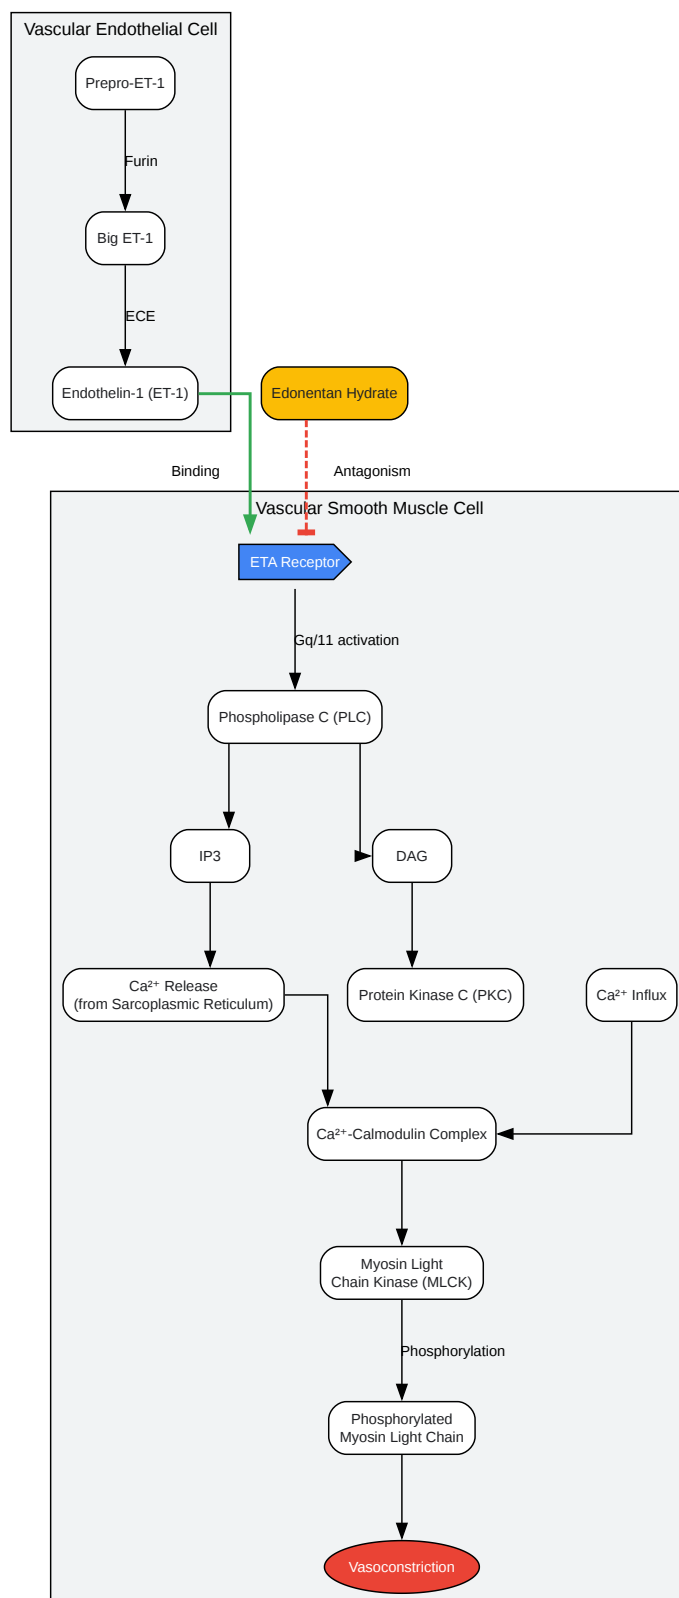 Vascular Endothelial Cell
Prepro-ET-1
Furin
Big ET-1
ECE
Endothelin-1 (ET-1)
Edonentan Hydrate
Binding
Antagonism
Vascular Smooth Muscle Cell
ETA Receptor
Gq/11 activation
Phospholipase C (PLC)
IP3
DAG
Ca²⁺ Release
(from Sarcoplasmic Reticulum)
Protein Kinase C (PKC)
Ca²⁺ Influx
Ca²⁺-Calmodulin Complex
Myosin Light
Chain Kinase (MLCK)
Phosphorylation
Phosphorylated
Myosin Light Chain
Vasoconstriction